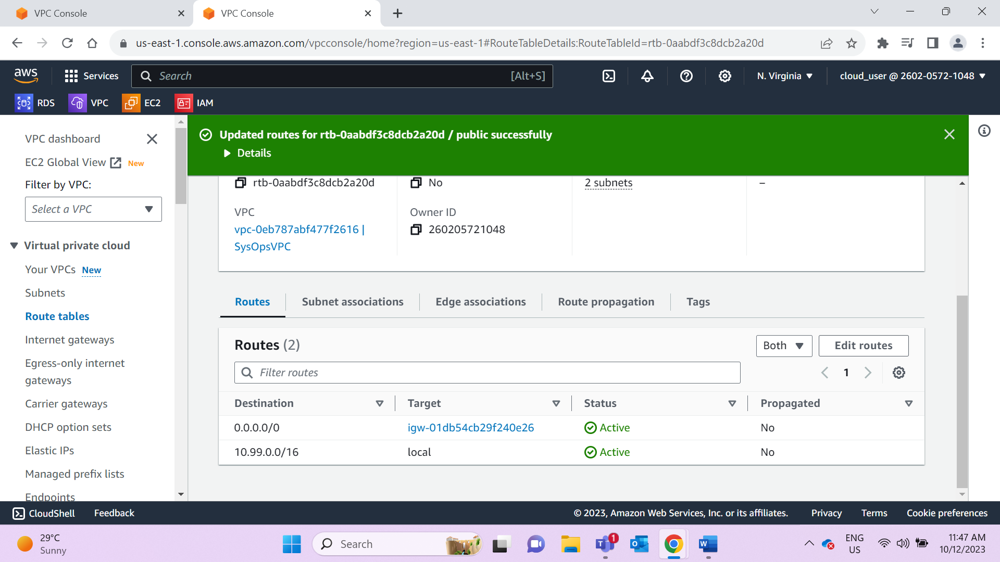 VPC Console
VPC Console
us-east-1.console.aws.amazon.com/vpcconsole/home?region=us-east-1#RouteTableDetails:RouteTableId=rtb-0aabdf3c8dcb2a20d
aws
Services
Search
[Alt+S]
N. Virginia
cloud_user @ 2602-0572-1048
RDS
VPC
EC2
IAM
VPC dashboard
EC2 Global View New
Filter by VPC:
Select a VPC
Virtual private cloud
Your VPCs New
Subnets
Route tables
Internet gateways
Egress-only internet
gateways
Carrier gateways
DHCP option sets
Elastic IPs
Managed prefix lists
Endpoints
Updated routes for rtb-0aabdf3c8dcb2a20d / public successfully
Details
rtb-0aabdf3c8dcb2a20d
No
2 subnets
–
VPC
vpc-0eb787abf477f2616 |
SysOpsVPC
Owner ID
260205721048
Routes
Subnet associations
Edge associations
Route propagation
Tags
Routes (2)
Both
Edit routes
Filter routes
1
Destination Target Status Propagated
0.0.0.0/0 igw-01db54cb29f240e26 Active No
10.99.0.0/16 local Active No
CloudShell
Feedback
© 2023, Amazon Web Services, Inc. or its affiliates.
Privacy
Terms
Cookie preferences
29°C
Sunny
Search
1
ENG
US
11:47 AM
10/12/2023